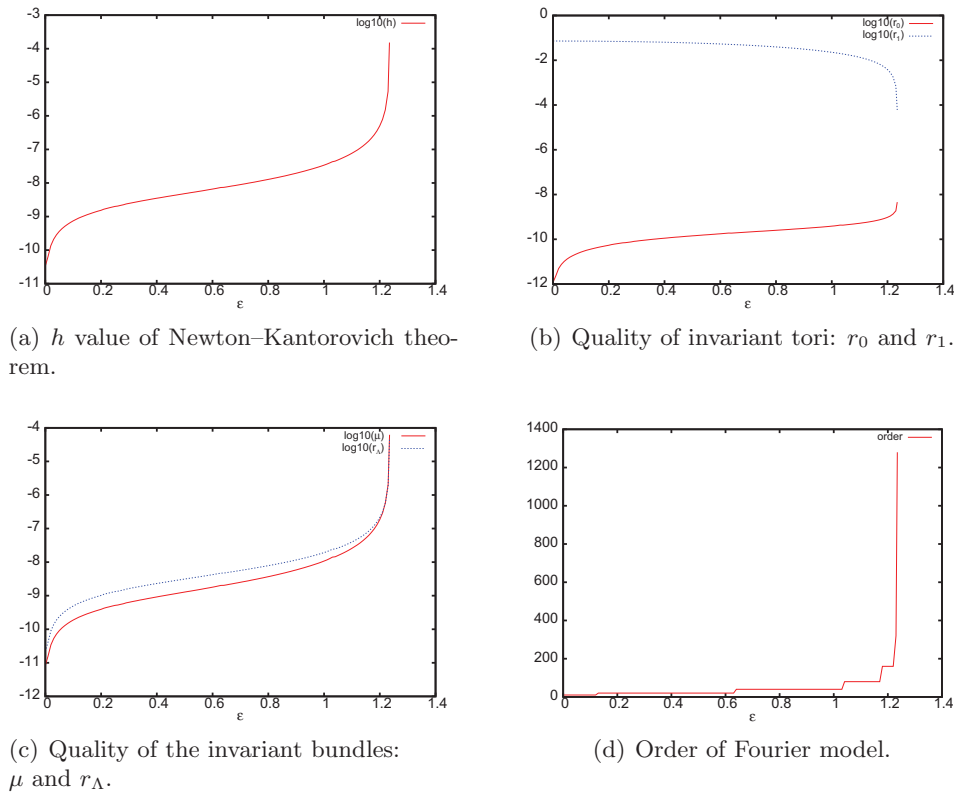 -3
log10(h)
-4
-5
-6
-7
-8
-9
-10
-11
0 0.2 0.4 0.6 0.8 1 1.2 1.4
ε
(a) h value of Newton–Kantorovich theo-
rem.
0
log10(r₀)
log10(r₁)
-2
-4
-6
-8
-10
-12
0 0.2 0.4 0.6 0.8 1 1.2 1.4
ε
(b) Quality of invariant tori: r₀ and r₁.
-4
log10(μ)
log10(r_Λ)
-5
-6
-7
-8
-9
-10
-11
-12
0 0.2 0.4 0.6 0.8 1 1.2 1.4
ε
(c) Quality of the invariant bundles:
μ and r_Λ.
1400
order
1200
1000
800
600
400
200
0
0 0.2 0.4 0.6 0.8 1 1.2 1.4
ε
(d) Order of Fourier model.